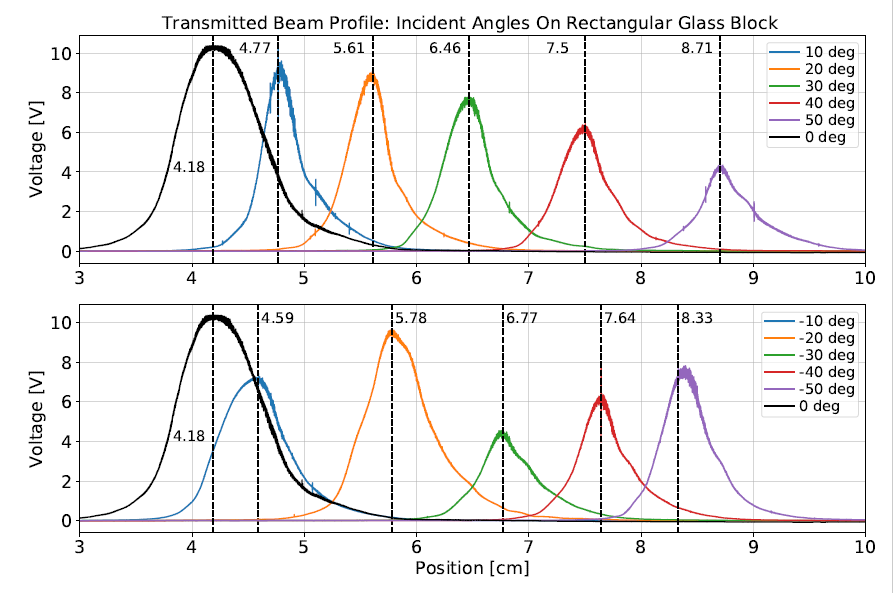 Transmitted Beam Profile: Incident Angles On Rectangular Glass Block
4.77 5.61 6.46 7.5 8.71
4.18
10 deg
20 deg
30 deg
40 deg
50 deg
0 deg
Voltage [V]
10
8
6
4
2
0
3 4 5 6 7 8 9 10
4.59 5.78 6.77 7.64 8.33
4.18
-10 deg
-20 deg
-30 deg
-40 deg
-50 deg
0 deg
Voltage [V]
10
8
6
4
2
0
3 4 5 6 7 8 9 10
Position [cm]